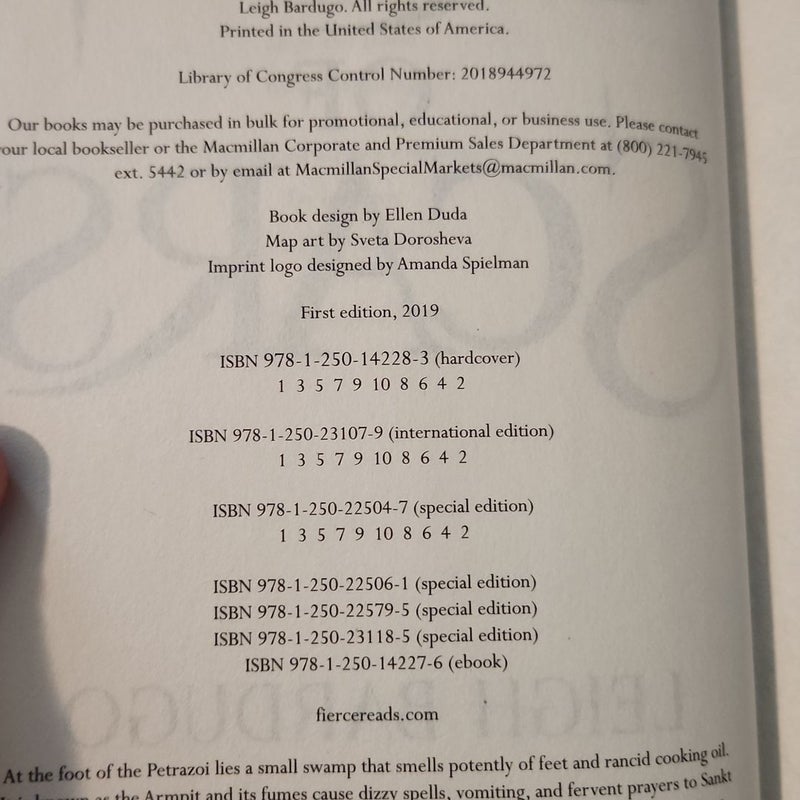 Leigh Bardugo. All rights reserved.
Printed in the United States of America.
Library of Congress Control Number: 2018944972
Our books may be purchased in bulk for promotional, educational, or business use. Please contact
our local bookseller or the Macmillan Corporate and Premium Sales Department at (800) 221-7945
ext. 5442 or by email at MacmillanSpecialMarkets@macmillan.com.
Book design by Ellen Duda
Map art by Sveta Dorosheva
Imprint logo designed by Amanda Spielman
First edition, 2019
ISBN 978-1-250-14228-3 (hardcover)
1 3 5 7 9 10 8 6 4 2
ISBN 978-1-250-23107-9 (international edition)
1 3 5 7 9 10 8 6 4 2
ISBN 978-1-250-22504-7 (special edition)
1 3 5 7 9 10 8 6 4 2
ISBN 978-1-250-22506-1 (special edition)
ISBN 978-1-250-22579-5 (special edition)
ISBN 978-1-250-23118-5 (special edition)
ISBN 978-1-250-14227-6 (ebook)
fiercereads.com
At the foot of the Petrazoi lies a small swamp that smells potently of feet and rancid cooking oil.
as the Armpit and its fumes cause dizzy spells, vomiting, and fervent prayers to Sankt